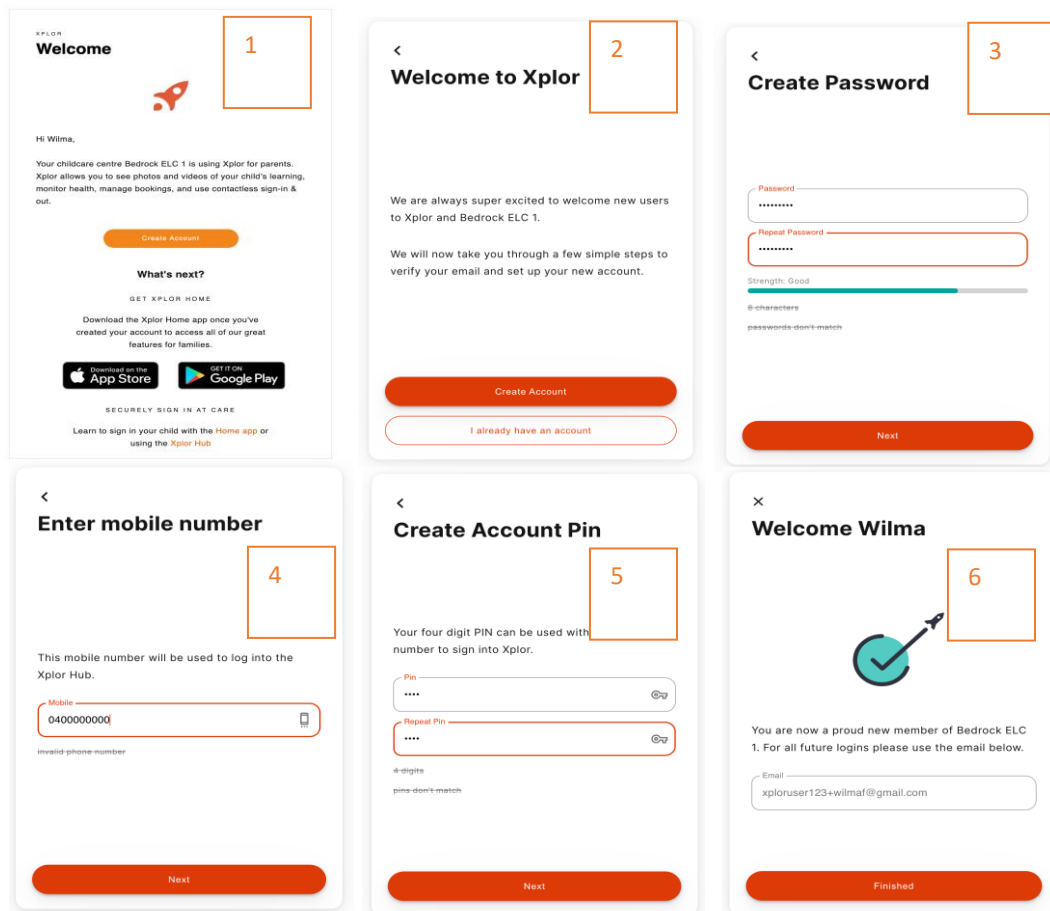 XPLOR
Welcome
1
Hi Wilma,
Your childcare centre Bedrock ELC 1 is using Xplor for parents.
Xplor allows you to see photos and videos of your child's learning,
monitor health, manage bookings, and use contactless sign-in &
out.
Create Account
What's next?
GET XPLOR HOME
Download the Xplor Home app once you've
created your account to access all of our great
features for families.
Download on the
App Store
GET IT ON
Google Play
SECURELY SIGN IN AT CARE
Learn to sign in your child with the Home app or
using the Xplor Hub
2
Welcome to Xplor
We are always super excited to welcome new users
to Xplor and Bedrock ELC 1.
We will now take you through a few simple steps to
verify your email and set up your new account.
Create Account
I already have an account
3
Create Password
Password
•••••••••
Repeat Password
•••••••••
Strength: Good
8 characters
passwords don't match
Next
Enter mobile number
4
This mobile number will be used to log into the
Xplor Hub.
Mobile
0400000000
invalid phone number
Next
Create Account Pin
5
Your four digit PIN can be used with
number to sign into Xplor.
Pin
••••
Repeat Pin
••••
4 digits
pins don't match
Next
Welcome Wilma
6
You are now a proud new member of Bedrock ELC
1. For all future logins please use the email below.
Email
xploruser123+wilmaf@gmail.com
Finished